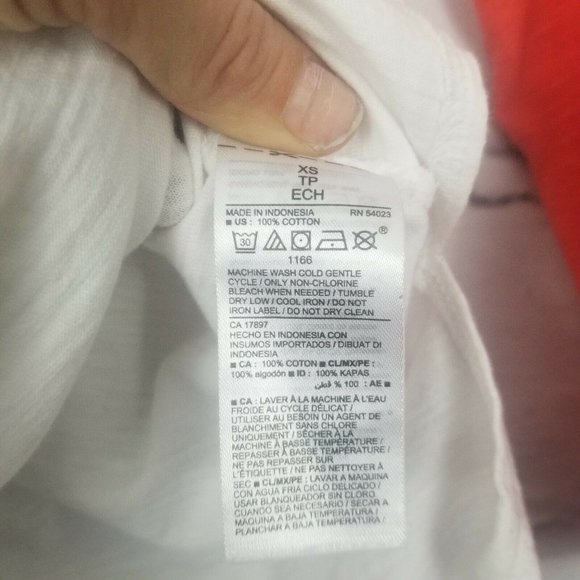 XS
TP
ECH
MADE IN INDONESIA RN 54023
■ US : 100% COTTON
30 ®
1166
MACHINE WASH COLD GENTLE
CYCLE / ONLY NON-CHLORINE
BLEACH WHEN NEEDED / TUMBLE
DRY LOW / COOL IRON / DO NOT
IRON LABEL / DO NOT DRY CLEAN
CA 17897
HECHO EN INDONESIA CON
INSUMOS IMPORTADOS / DIBUAT DI
INDONESIA
■ CA : 100% COTON ■ CL/MX/PE :
100% algodón ■ ID : 100% KAPAS
■ AE : 100 % قطن
■ CA : LAVER À LA MACHINE À L'EAU
FROIDE AU CYCLE DÉLICAT /
UTILISER AU BESOIN UN AGENT DE
BLANCHIMENT SANS CHLORE
UNIQUEMENT / SÉCHER À LA
MACHINE À BASSE TEMPÉRATURE /
REPASSER À BASSE TEMPÉRATURE /
NE PAS REPASSER SUR
L'ÉTIQUETTE / NE PAS NETTOYER À
SEC ■ CL/MX/PE : LAVAR A MAQUINA
CON AGUA FRIA CICLO DELICADO /
USAR BLANQUEADOR SIN CLORO
CUANDO SEA NECESARIO / SECAR A
MAQUINA A BAJA TEMPERATURA /
PLANCHAR A BAJA TEMPERATURA /